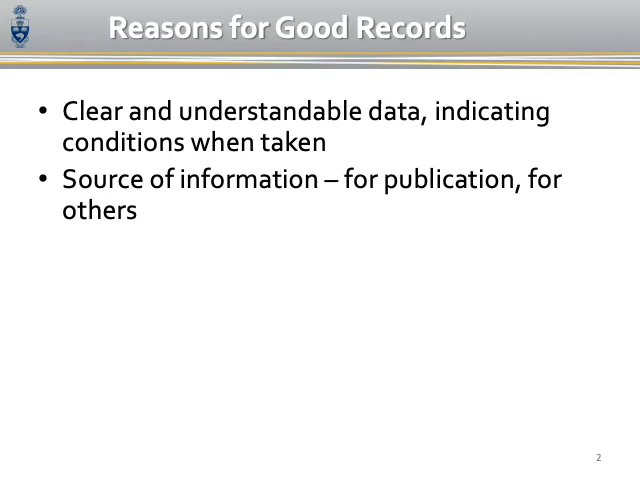 Reasons for Good Records
• Clear and understandable data, indicating
conditions when taken
• Source of information – for publication, for
others
2